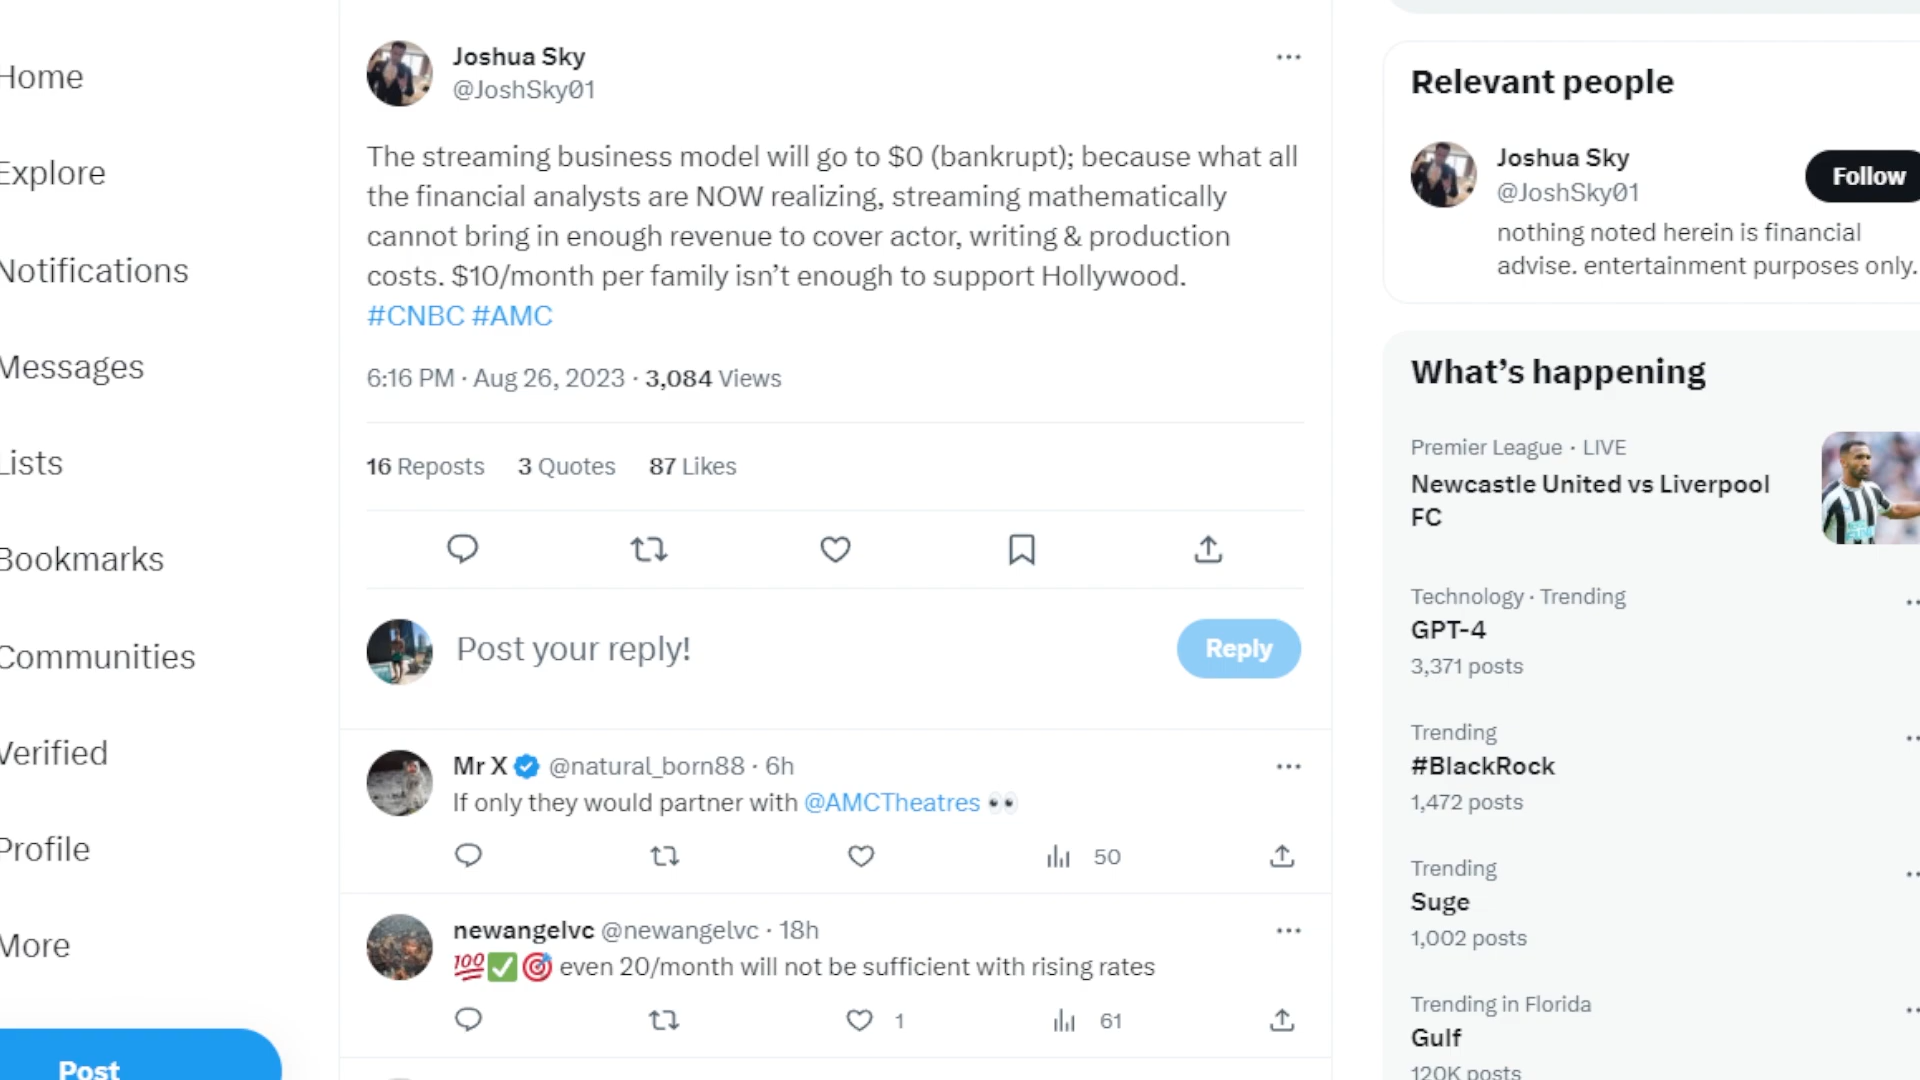 Home
Explore
Notifications
Messages
Lists
Bookmarks
Communities
Verified
Profile
More
Post
Joshua Sky
@JoshSky01
The streaming business model will go to $0 (bankrupt); because what all
the financial analysts are NOW realizing, streaming mathematically
cannot bring in enough revenue to cover actor, writing & production
costs. $10/month per family isn’t enough to support Hollywood.
#CNBC #AMC
6:16 PM · Aug 26, 2023 · 3,084 Views
16 Reposts 3 Quotes 87 Likes
Post your reply!
Reply
Mr X @natural_born88 · 6h
If only they would partner with @AMCTheatres 👀
50
newangelvc @newangelvc · 18h
💯✅🎯 even 20/month will not be sufficient with rising rates
1 61
Relevant people
Joshua Sky
@JoshSky01
Follow
nothing noted herein is financial
advise. entertainment purposes only.
What’s happening
Premier League · LIVE
Newcastle United vs Liverpool
FC
Technology · Trending
GPT-4
3,371 posts
Trending
#BlackRock
1,472 posts
Trending
Suge
1,002 posts
Trending in Florida
Gulf
120K posts